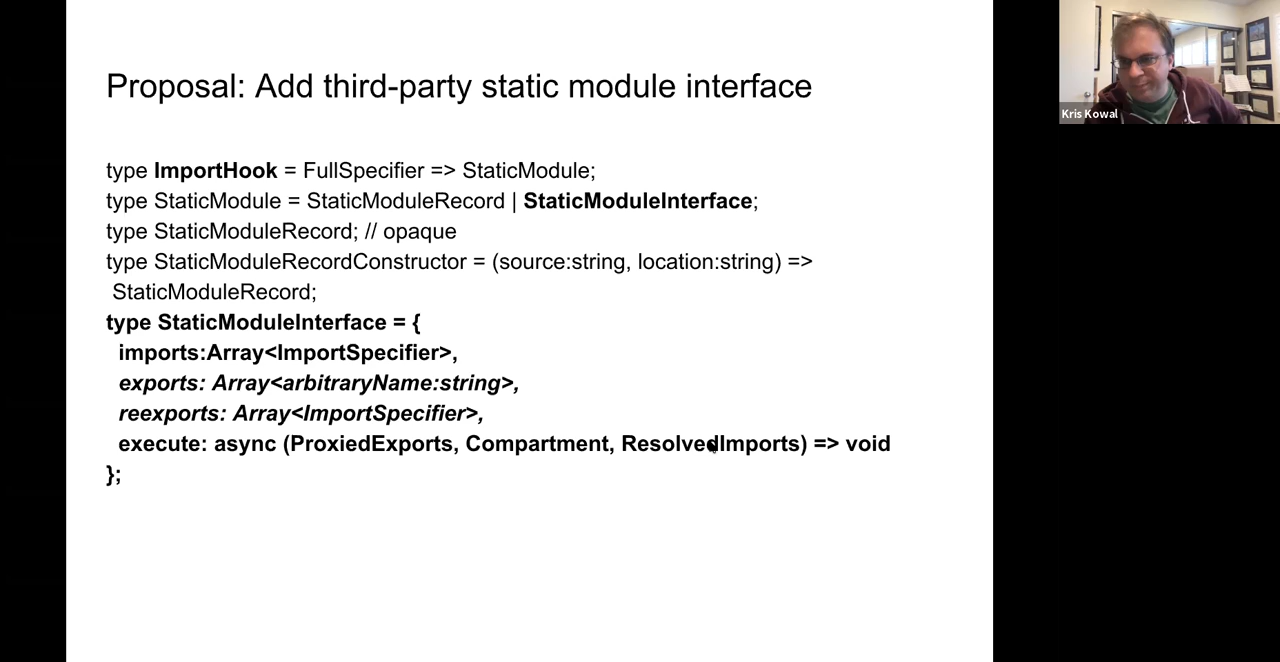 Proposal: Add third-party static module interface
type ImportHook = FullSpecifier => StaticModule;
type StaticModule = StaticModuleRecord | StaticModuleInterface;
type StaticModuleRecord; // opaque
type StaticModuleRecordConstructor = (source:string, location:string) =>
StaticModuleRecord;
type StaticModuleInterface = {
imports:Array<ImportSpecifier>,
exports: Array<arbitraryName:string>,
reexports: Array<ImportSpecifier>,
execute: async (ProxiedExports, Compartment, ResolvedImports) => void
};
Kris Kowal